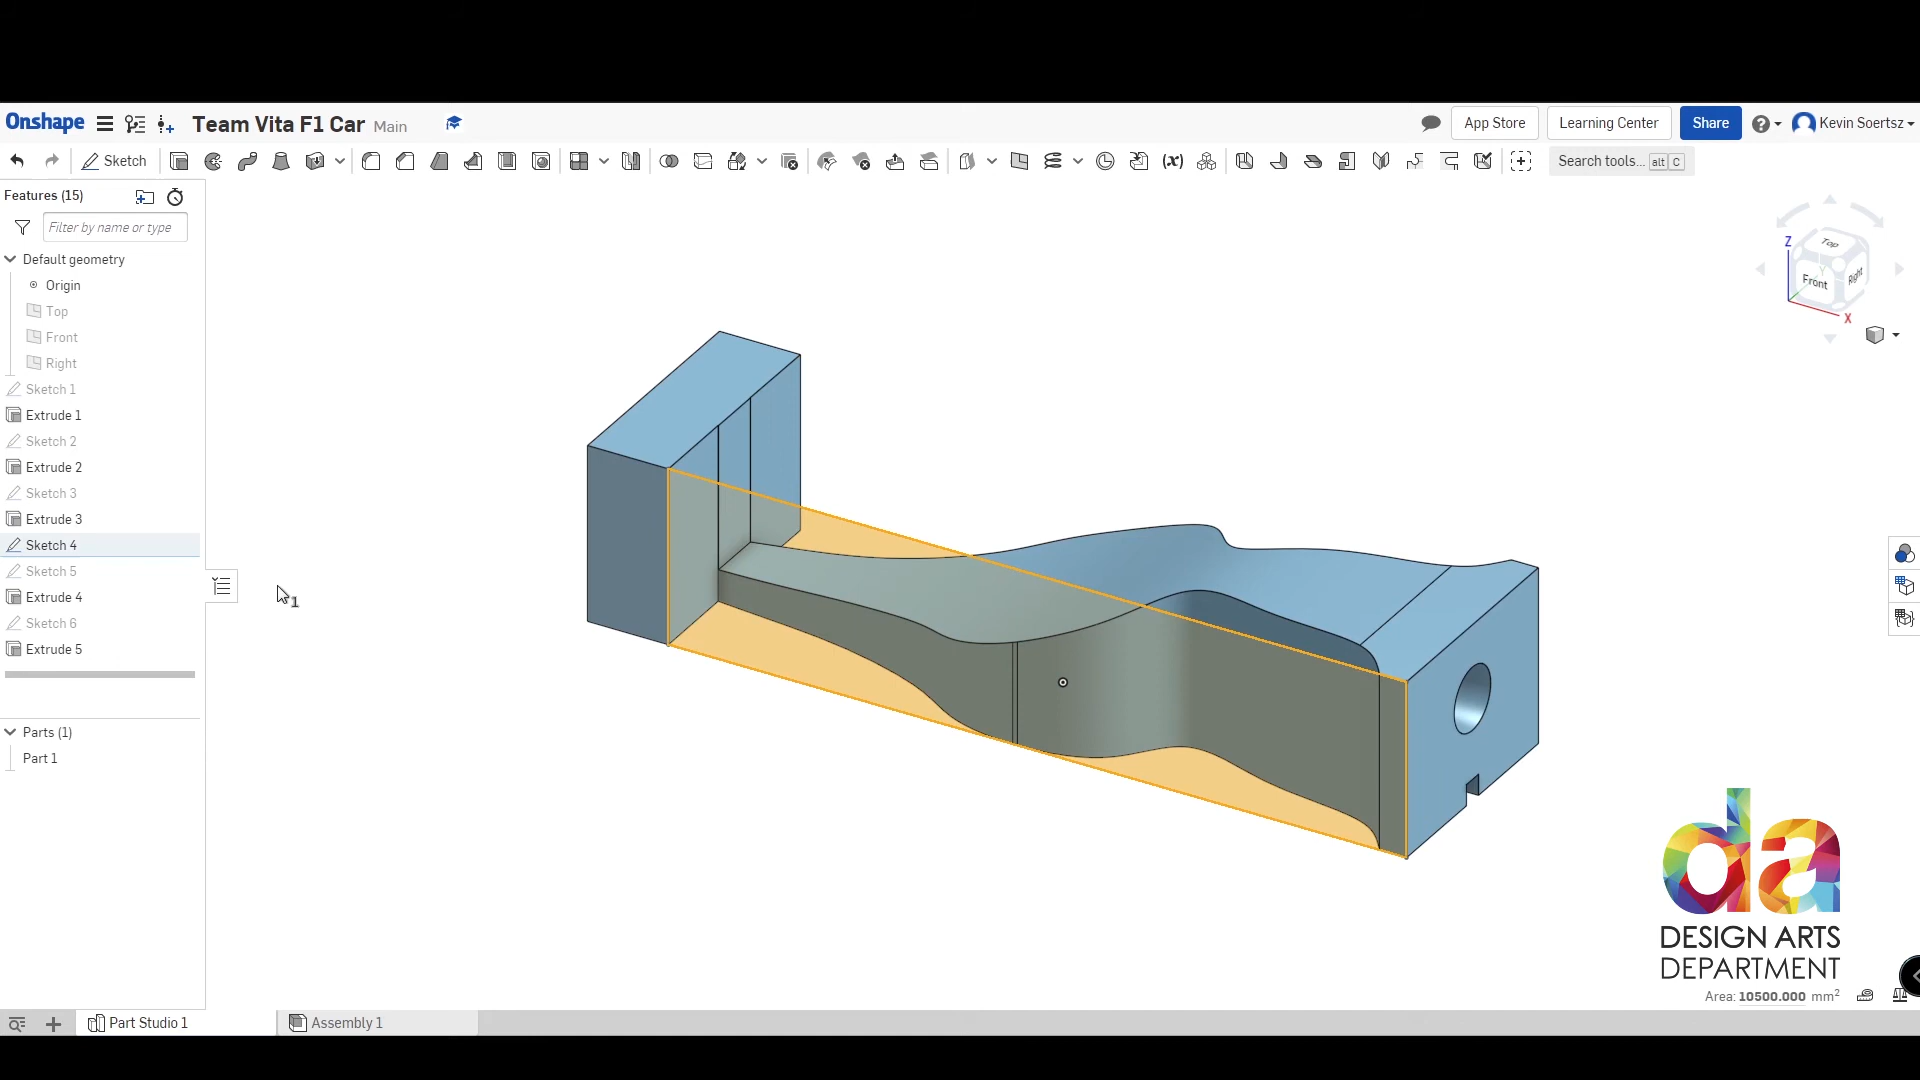 Onshape Team Vita F1 Car Main App Store Learning Center Share Kevin Soertsz
Sketch (x) Search tools... alt C
Features (15)
Filter by name or type
Default geometry
Origin
Top
Front
Right
Sketch 1
Extrude 1
Sketch 2
Extrude 2
Sketch 3
Extrude 3
Sketch 4
Sketch 5
Extrude 4
Sketch 6
Extrude 5
Parts (1)
Part 1
1
Z
Top
Front
Y
Right
X
da
DESIGN ARTS
DEPARTMENT
Area: 10500.000 mm²
Part Studio 1 Assembly 1